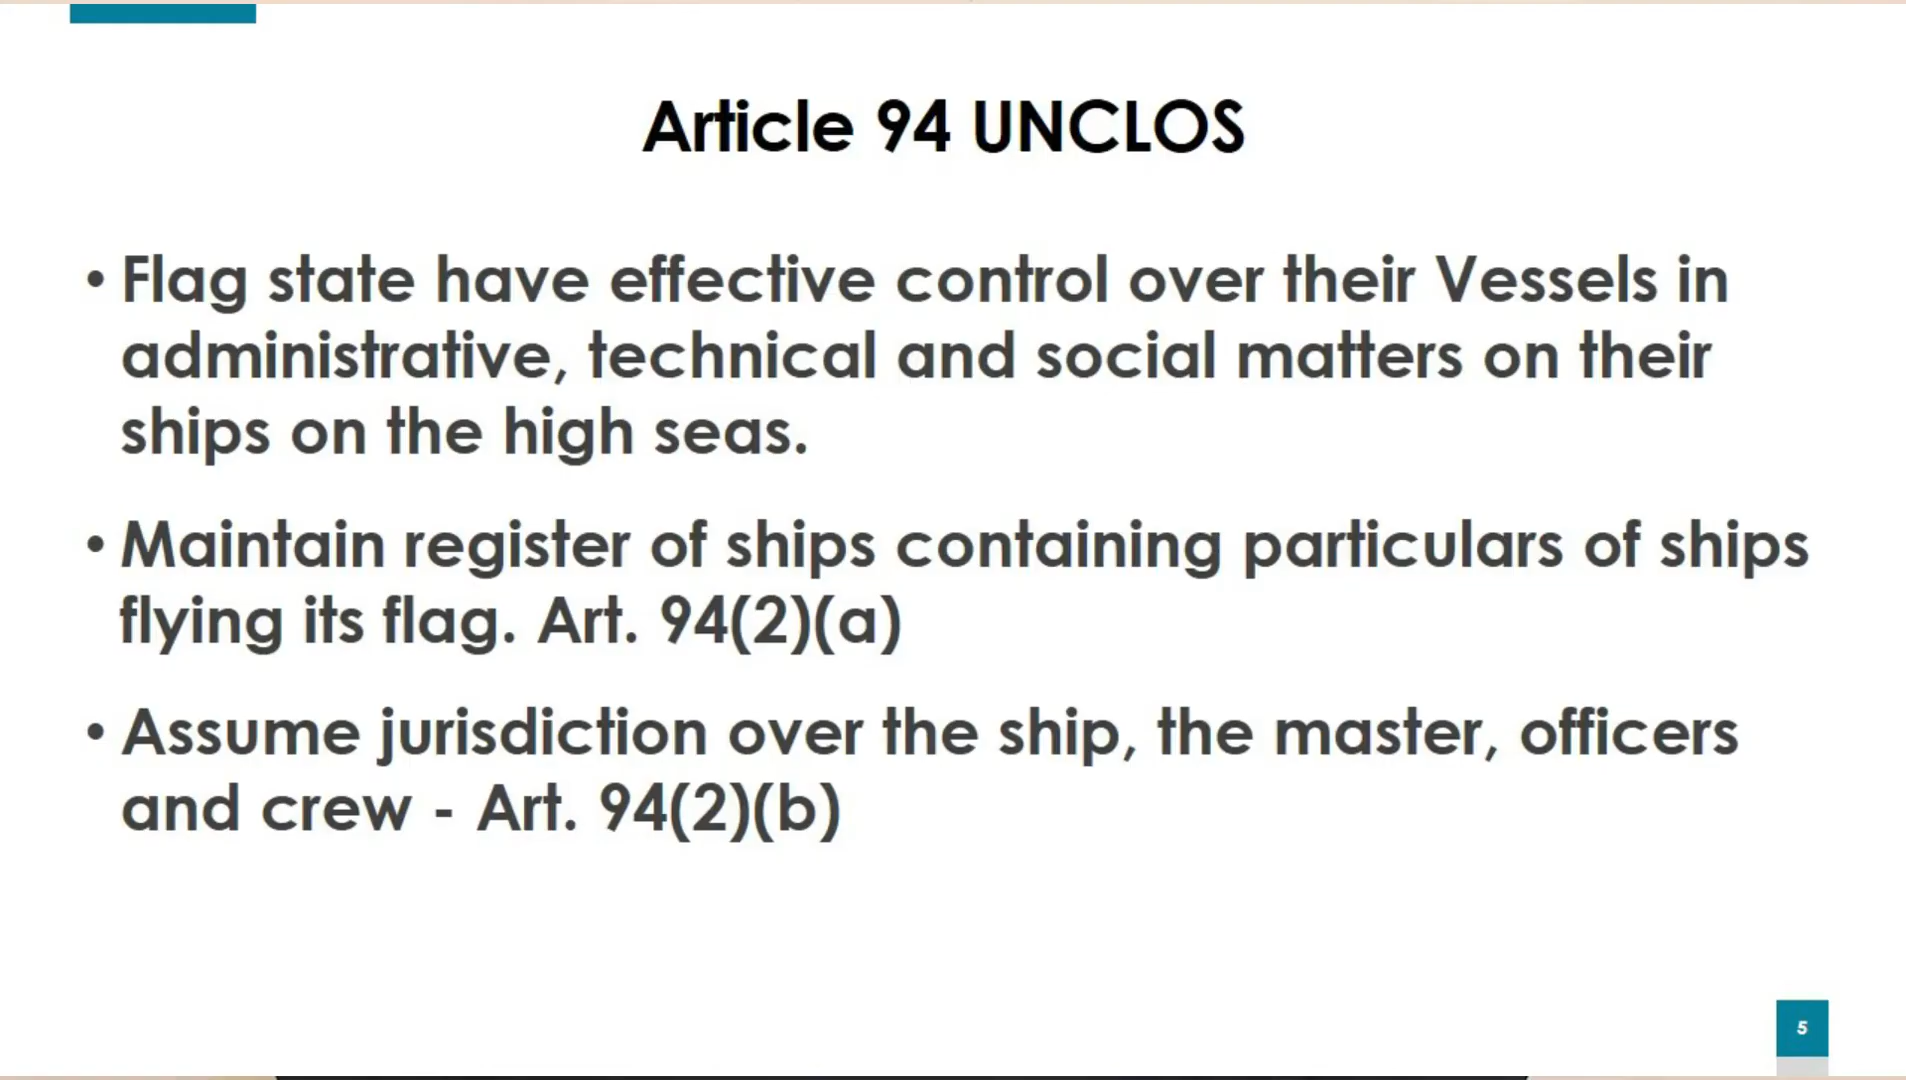 Article 94 UNCLOS
• Flag state have effective control over their Vessels in
administrative, technical and social matters on their
ships on the high seas.
• Maintain register of ships containing particulars of ships
flying its flag. Art. 94(2)(a)
• Assume jurisdiction over the ship, the master, officers
and crew - Art. 94(2)(b)
5